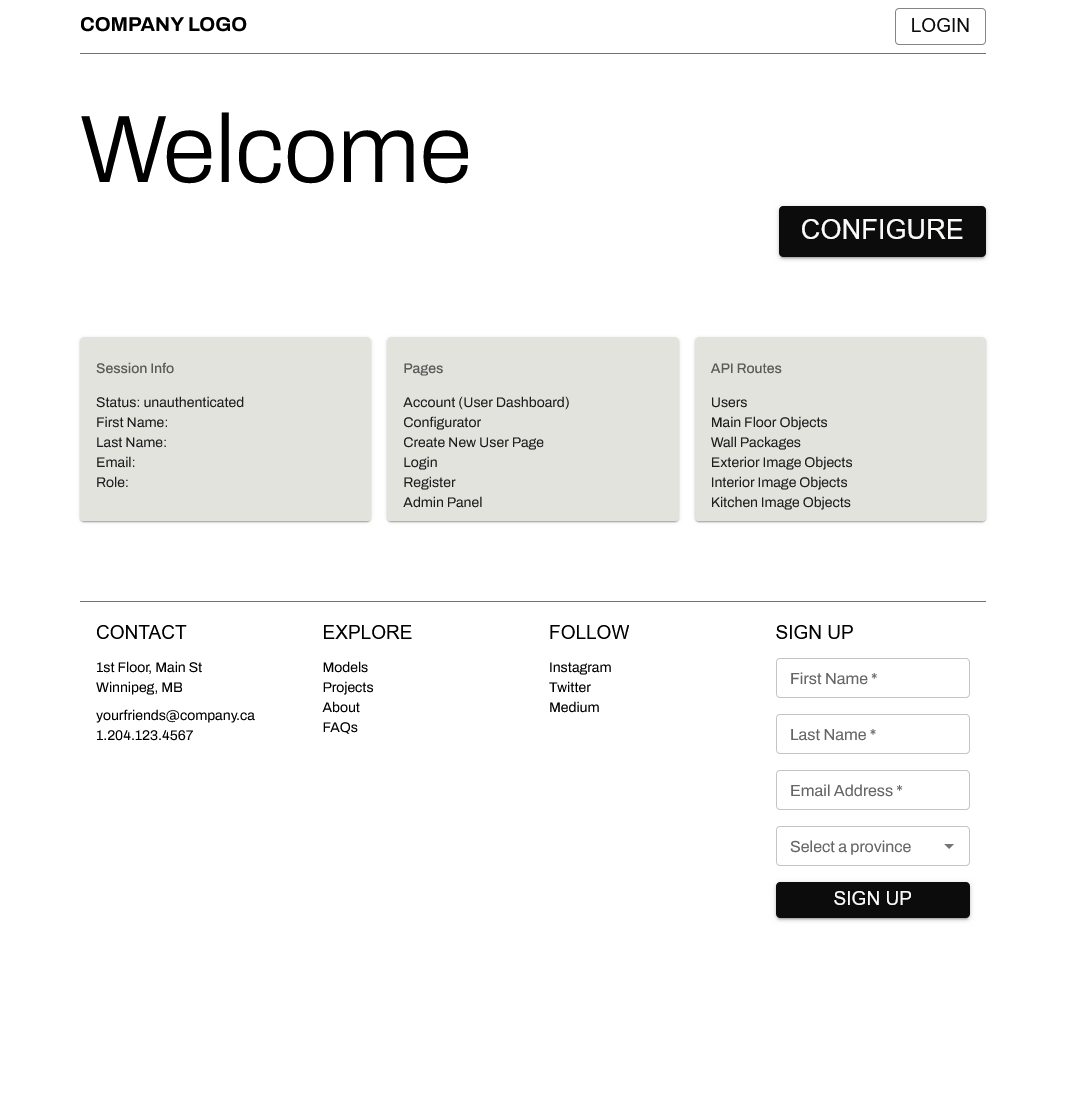 COMPANY LOGO
LOGIN
Welcome
CONFIGURE
Session Info
Status: unauthenticated
First Name:
Last Name:
Email:
Role:
Pages
Account (User Dashboard)
Configurator
Create New User Page
Login
Register
Admin Panel
API Routes
Users
Main Floor Objects
Wall Packages
Exterior Image Objects
Interior Image Objects
Kitchen Image Objects
CONTACT
1st Floor, Main St
Winnipeg, MB
yourfriends@company.ca
1.204.123.4567
EXPLORE
Models
Projects
About
FAQs
FOLLOW
Instagram
Twitter
Medium
SIGN UP
First Name *
Last Name *
Email Address *
Select a province
SIGN UP